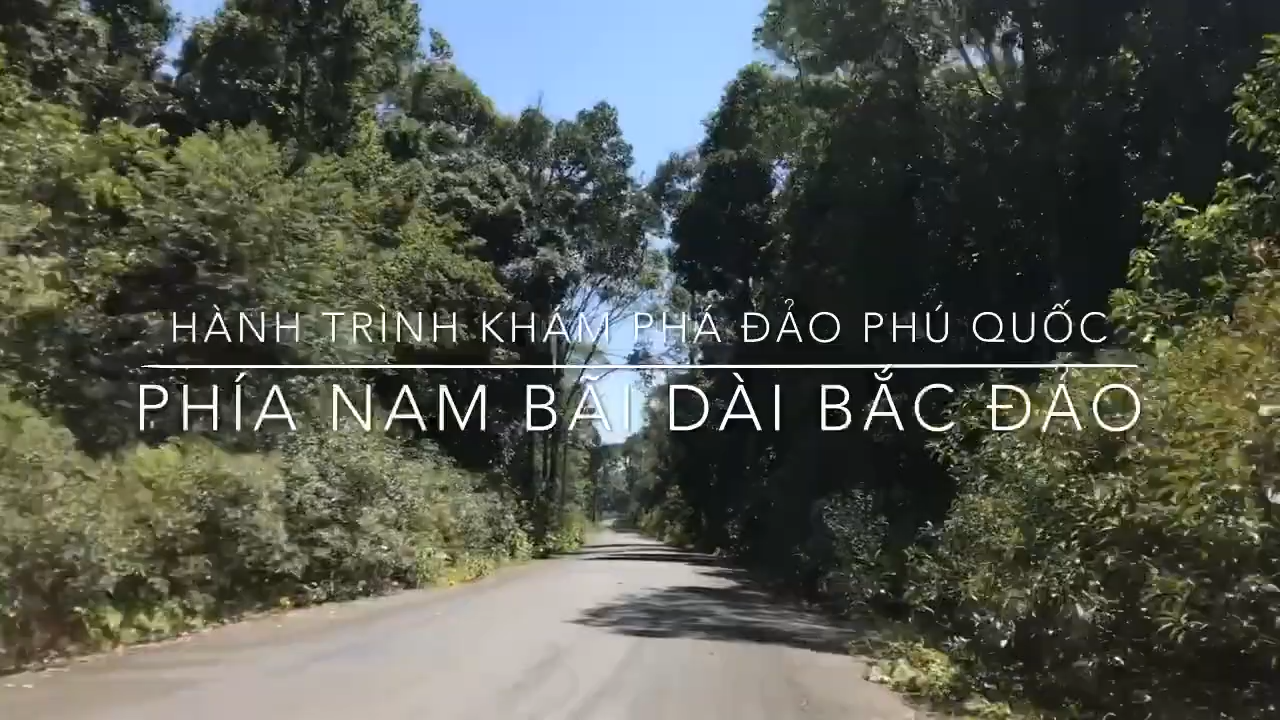 HÀNH TRÌNH KHÁM PHÁ ĐẢO PHÚ QUỐC
PHÍA NAM BÃI DÀI BẮC ĐẢO